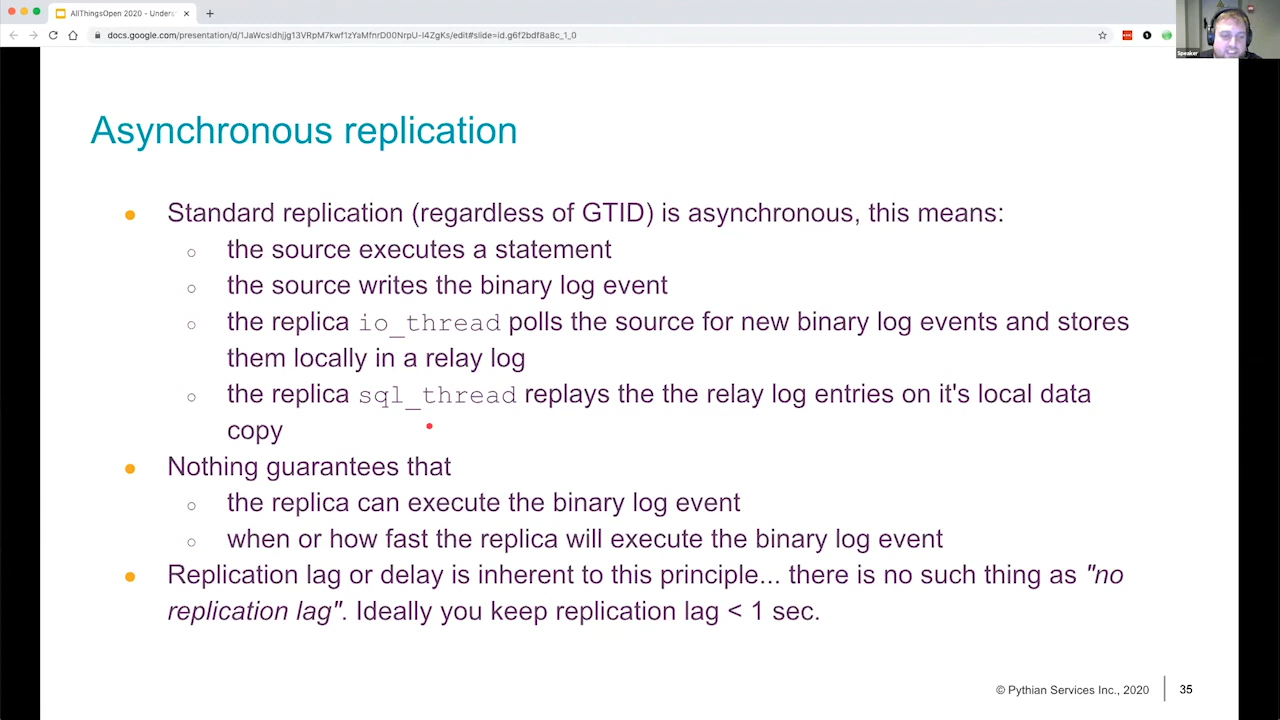 AllThingsOpen 2020 - Unders
docs.google.com/presentation/d/1JaWcsIdhjjg13VRpM7kwf1zYaMfnrD00NrpU-l4ZgKs/edit#slide=id.g6f2bdf8a8c_1_0
Speaker
Asynchronous replication
● Standard replication (regardless of GTID) is asynchronous, this means:
○ the source executes a statement
○ the source writes the binary log event
○ the replica io_thread polls the source for new binary log events and stores
them locally in a relay log
○ the replica sql_thread replays the the relay log entries on it's local data
copy
● Nothing guarantees that
○ the replica can execute the binary log event
○ when or how fast the replica will execute the binary log event
● Replication lag or delay is inherent to this principle... there is no such thing as "no
replication lag". Ideally you keep replication lag < 1 sec.
© Pythian Services Inc., 2020
35